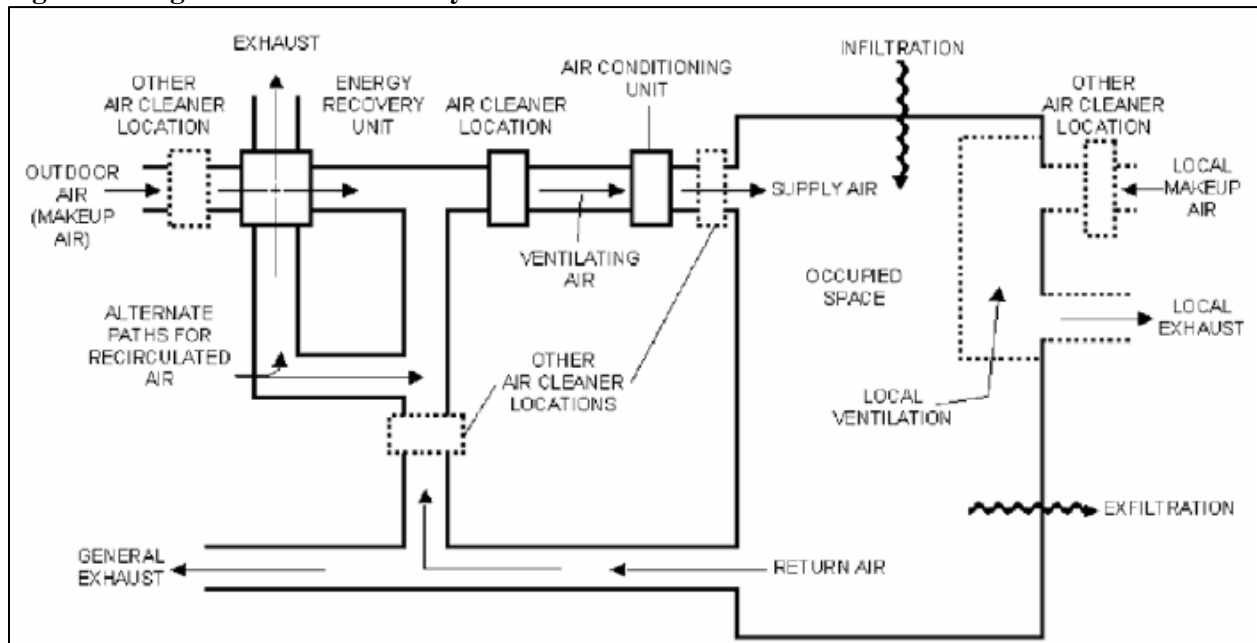 EXHAUST
OTHER
AIR CLEANER
LOCATION
ENERGY
RECOVERY
UNIT
AIR CLEANER
LOCATION
AIR CONDITIONING
UNIT
INFILTRATION
OTHER
AIR CLEANER
LOCATION
OUTDOOR
AIR
(MAKEUP
AIR)
SUPPLY AIR
LOCAL
MAKEUP
AIR
VENTILATING
AIR
OCCUPIED
SPACE
ALTERNATE
PATHS FOR
RECIRCULATED
AIR
OTHER
AIR CLEANER
LOCATIONS
LOCAL
EXHAUST
LOCAL
VENTILATION
EXFILTRATION
GENERAL
EXHAUST
RETURN AIR